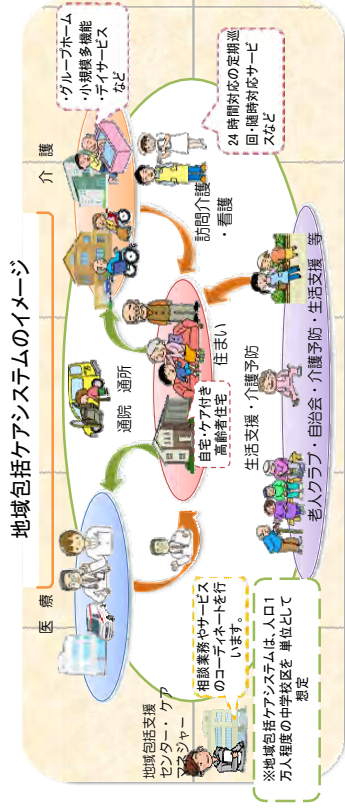 地域包括ケアシステムのイメージ
医 療
介 護
・グループホーム
・小規模多機能
・デイサービス
など
通院 通所
訪問介護
・看護
24時間対応の定期巡
回・随時対応サービ
スなど
自宅・ケア付き
高齢者住宅
住まい
地域包括支援
センター・ケア
マネジャー
相談業務やサービス
のコーディネートを行
います。
生活支援・介護予防
老人クラブ・自治会・介護予防・生活支援 等
※地域包括ケアシステムは、人口1
万人程度の中学校区を 単位として
想定